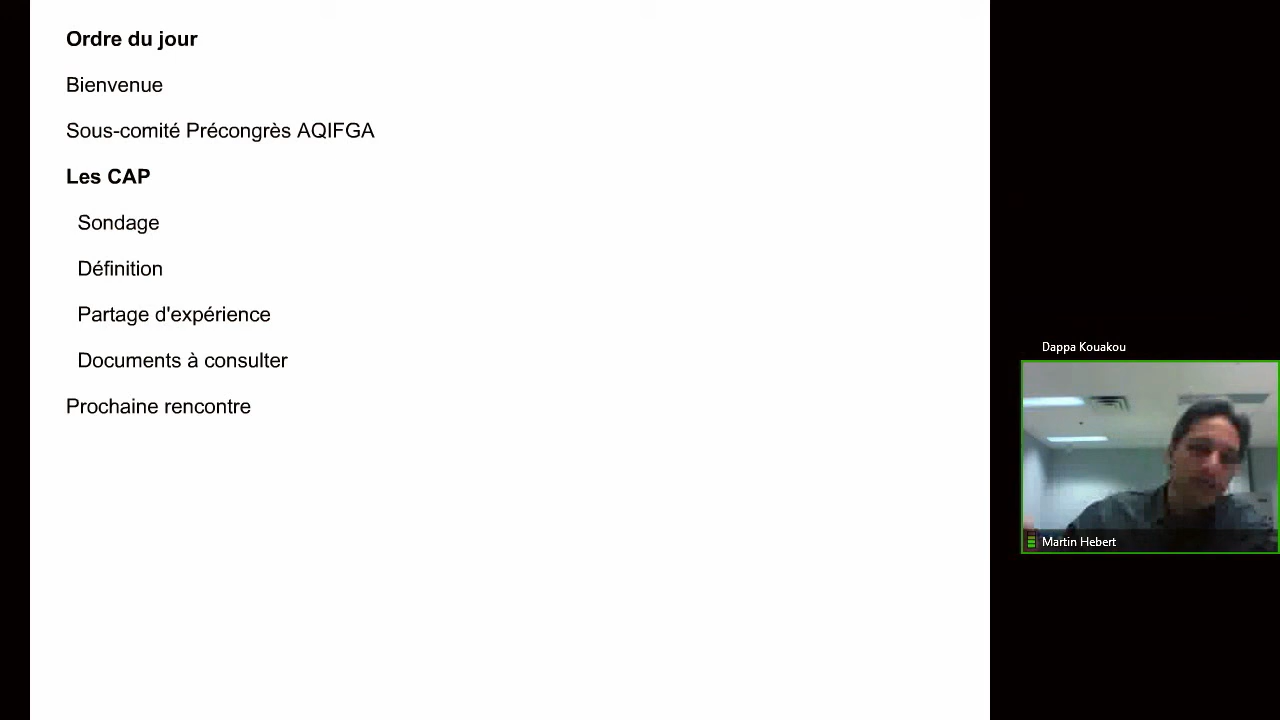 Ordre du jour
Bienvenue
Sous-comité Précongrès AQIFGA
Les CAP
Sondage
Définition
Partage d'expérience
Documents à consulter
Prochaine rencontre
Dappa Kouakou
Martin Hebert